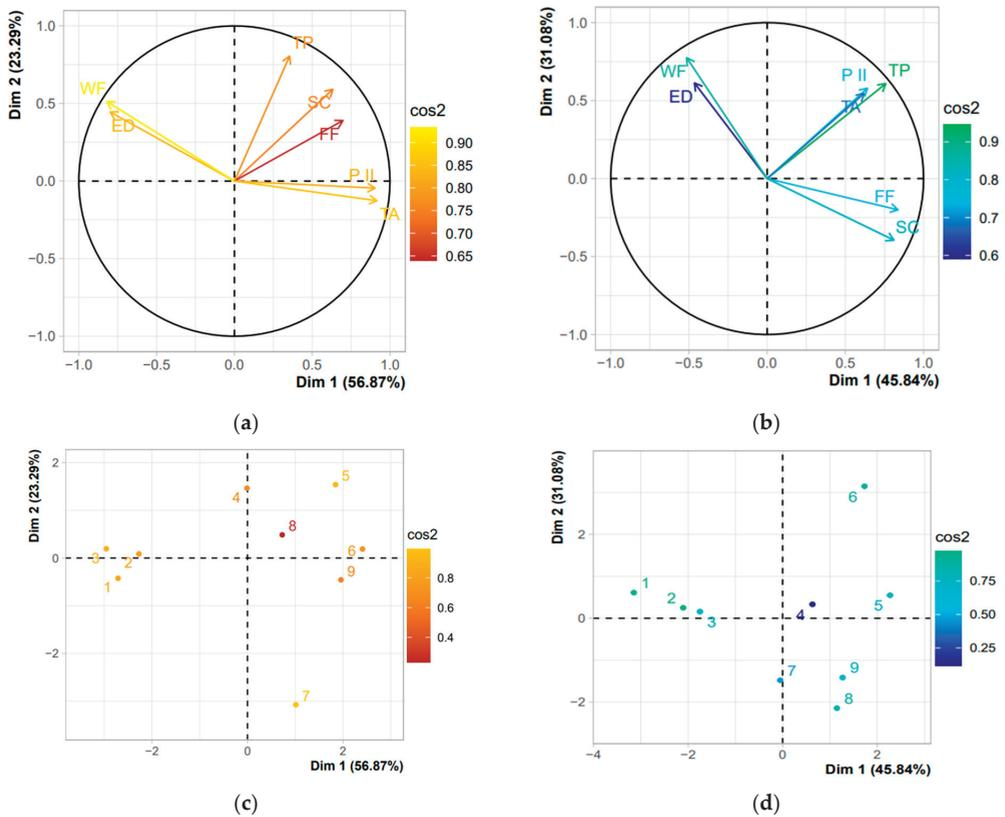 Dim 2 (23.29%)
1.0
0.5
0.0
−0.5
−1.0
WF
ED
TP
SC
FF
P II
TA
−1.0 −0.5 0.0 0.5 1.0
Dim 1 (56.87%)
cos2
0.90
0.85
0.80
0.75
0.70
0.65
(a)
Dim 2 (31.08%)
1.0
0.5
0.0
−0.5
−1.0
WF
ED
P II
TP
TA
FF
SC
−1.0 −0.5 0.0 0.5 1.0
Dim 1 (45.84%)
cos2
0.9
0.8
0.7
0.6
(b)
Dim 2 (23.29%)
2
0
−2
5
4
8
3
2
6
1
9
7
−2 0 2
Dim 1 (56.87%)
cos2
0.8
0.6
0.4
(c)
Dim 2 (31.08%)
2
0
−2
6
1
2
5
3
4
7
9
8
−4 −2 0 2
Dim 1 (45.84%)
cos2
0.75
0.50
0.25
(d)